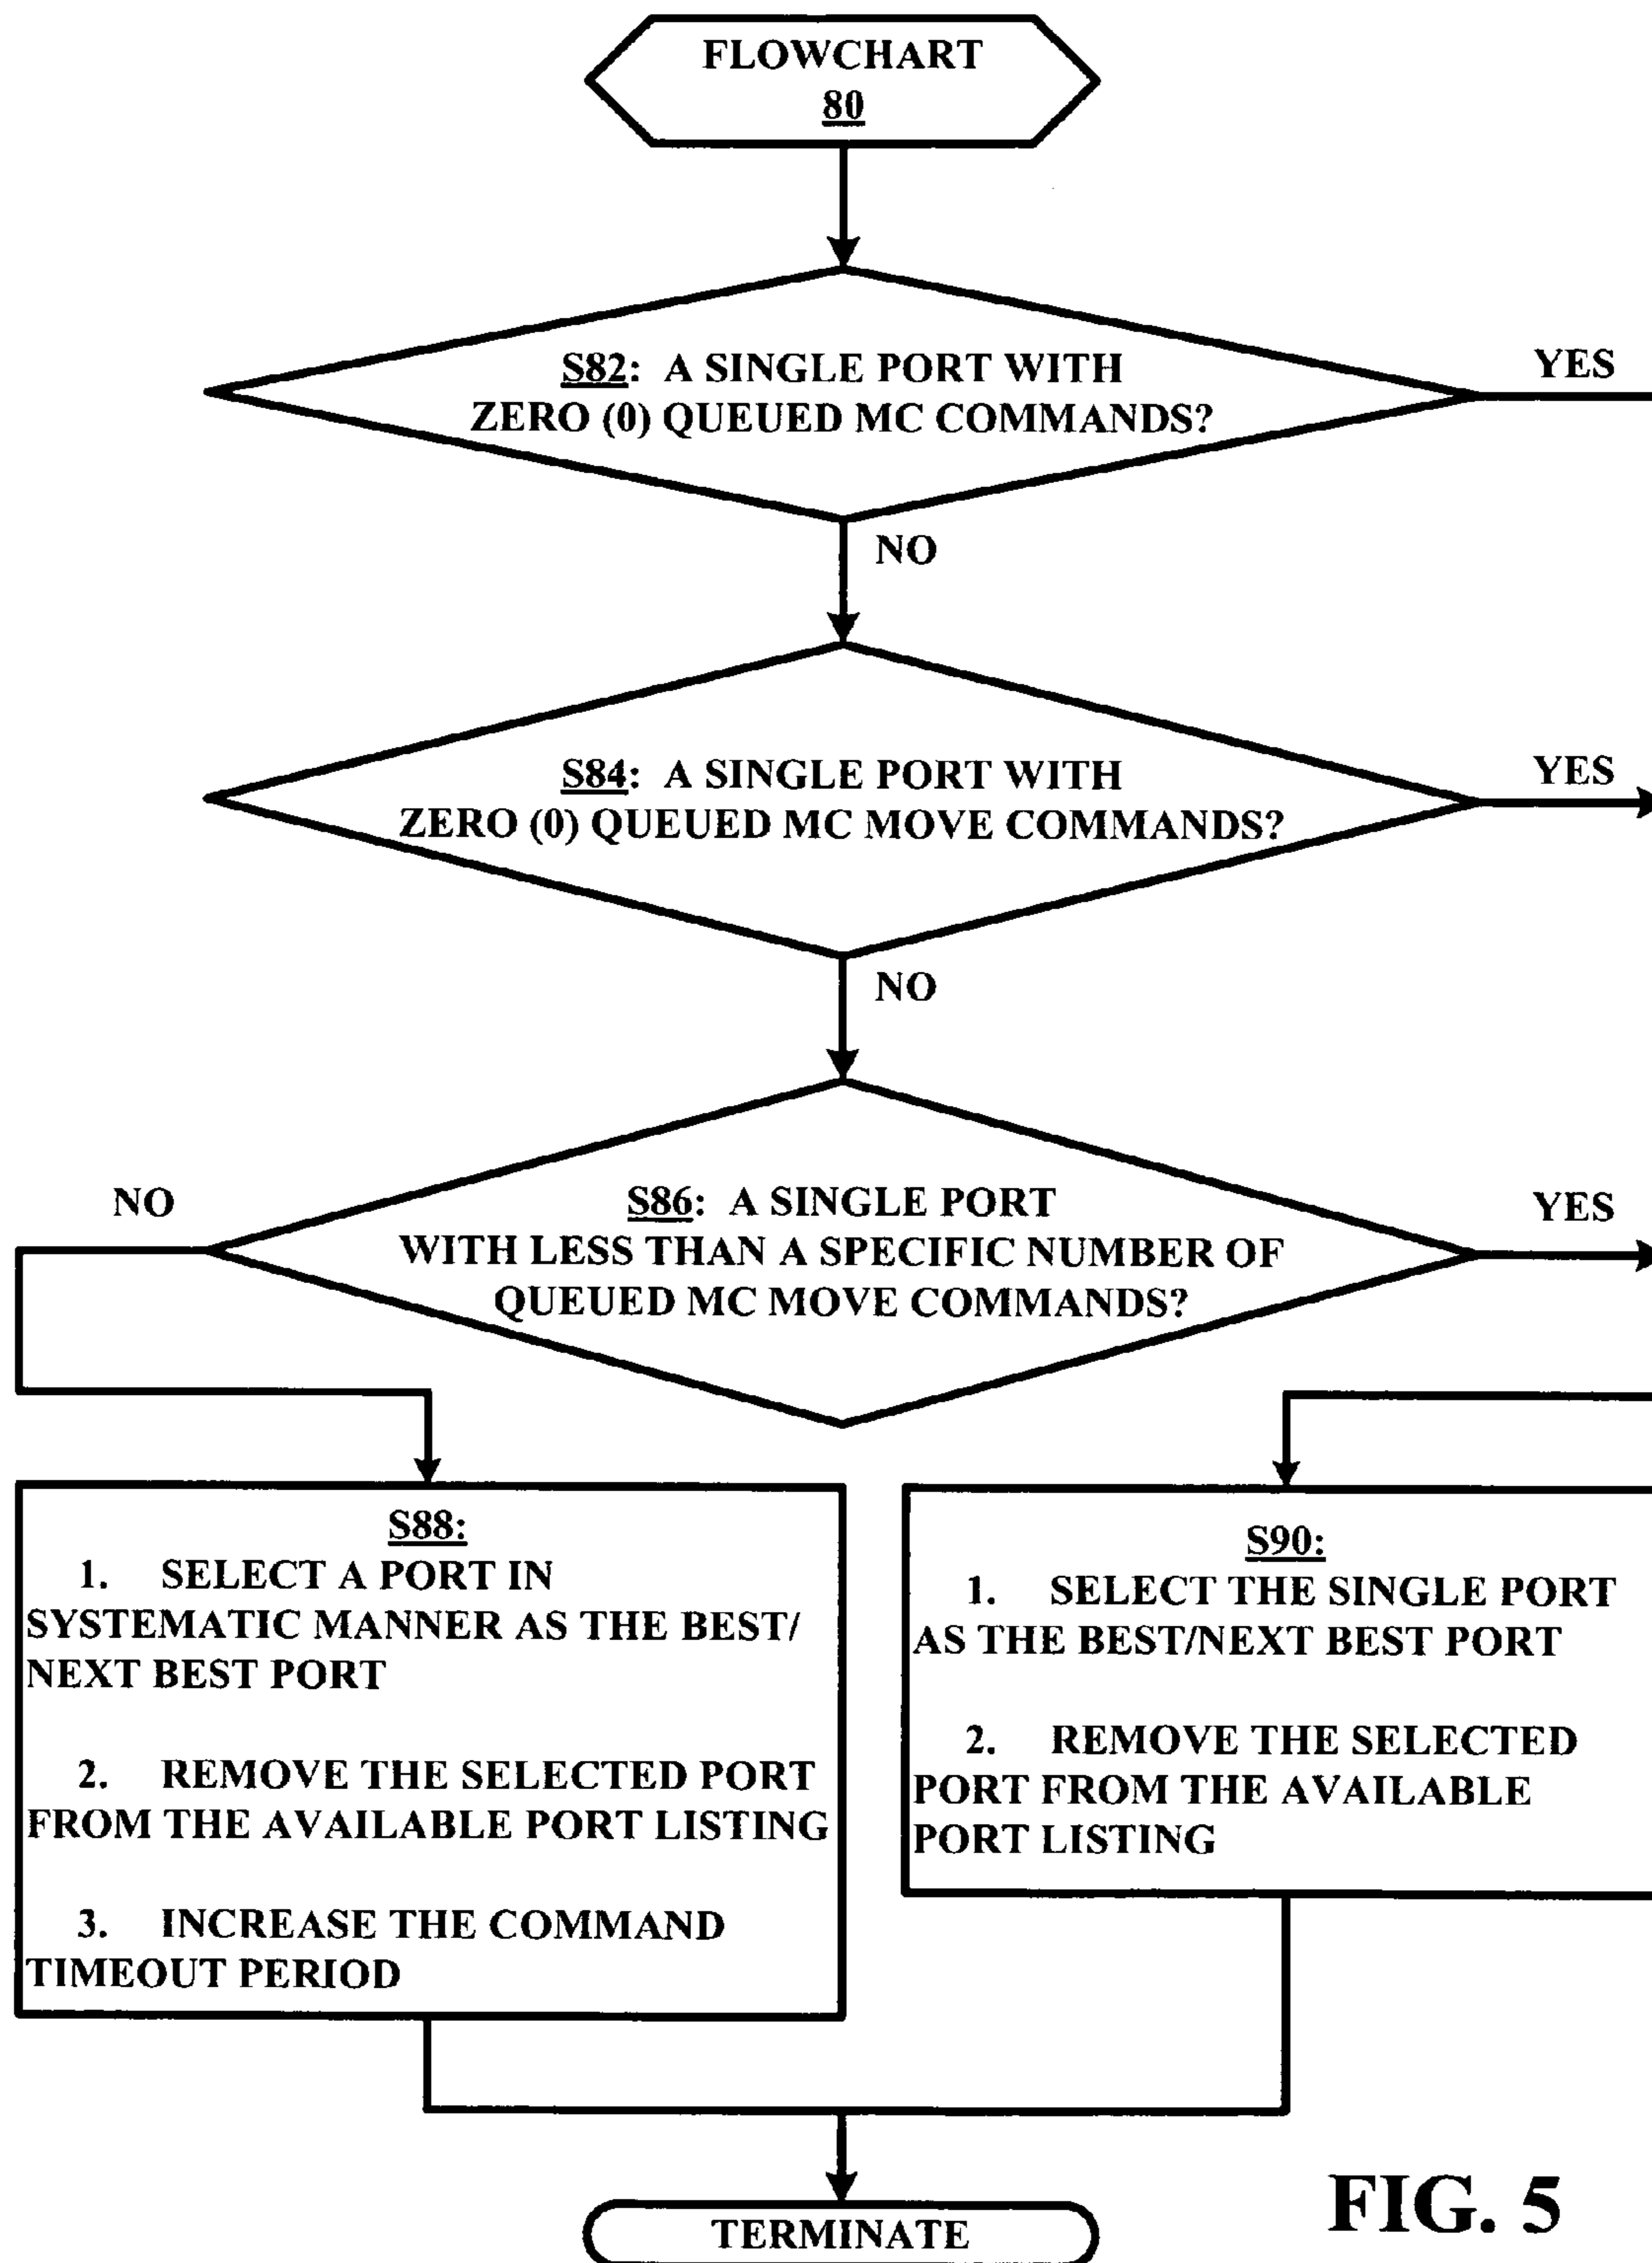 FLOWCHART
80
S82: A SINGLE PORT WITH
ZERO (0) QUEUED MC COMMANDS?
YES
NO
S84: A SINGLE PORT WITH
ZERO (0) QUEUED MC MOVE COMMANDS?
YES
NO
NO
S86: A SINGLE PORT
WITH LESS THAN A SPECIFIC NUMBER OF
QUEUED MC MOVE COMMANDS?
YES
S88:
1. SELECT A PORT IN
SYSTEMATIC MANNER AS THE BEST/
NEXT BEST PORT
2. REMOVE THE SELECTED PORT
FROM THE AVAILABLE PORT LISTING
3. INCREASE THE COMMAND
TIMEOUT PERIOD
S90:
1. SELECT THE SINGLE PORT
AS THE BEST/NEXT BEST PORT
2. REMOVE THE SELECTED
PORT FROM THE AVAILABLE
PORT LISTING
TERMINATE
FIG. 5